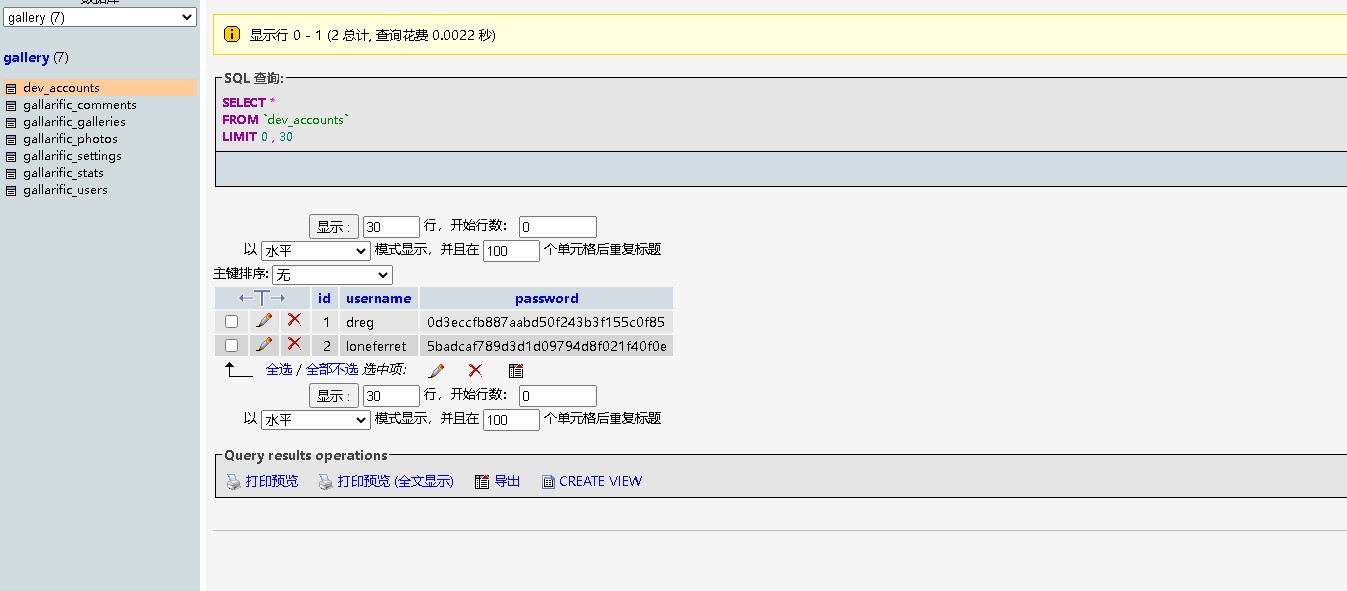 gallery (7)
gallery (7)
dev_accounts
gallarific_comments
gallarific_galleries
gallarific_photos
gallarific_settings
gallarific_stats
gallarific_users
显示行 0 - 1 (2 总计, 查询花费 0.0022 秒)
SQL 查询:
SELECT *
FROM `dev_accounts`
LIMIT 0 , 30
显示 : 30 行，开始行数: 0
以 水平 模式显示，并且在 100 个单元格后重复标题
主键排序: 无
←T→ id username password
1 dreg 0d3eccfb887aabd50f243b3f155c0f85
2 loneferret 5badcaf789d3d1d09794d8f021f40f0e
全选 / 全部不选 选中项:
显示 : 30 行，开始行数: 0
以 水平 模式显示，并且在 100 个单元格后重复标题
Query results operations
打印预览 打印预览 (全文显示) 导出 CREATE VIEW